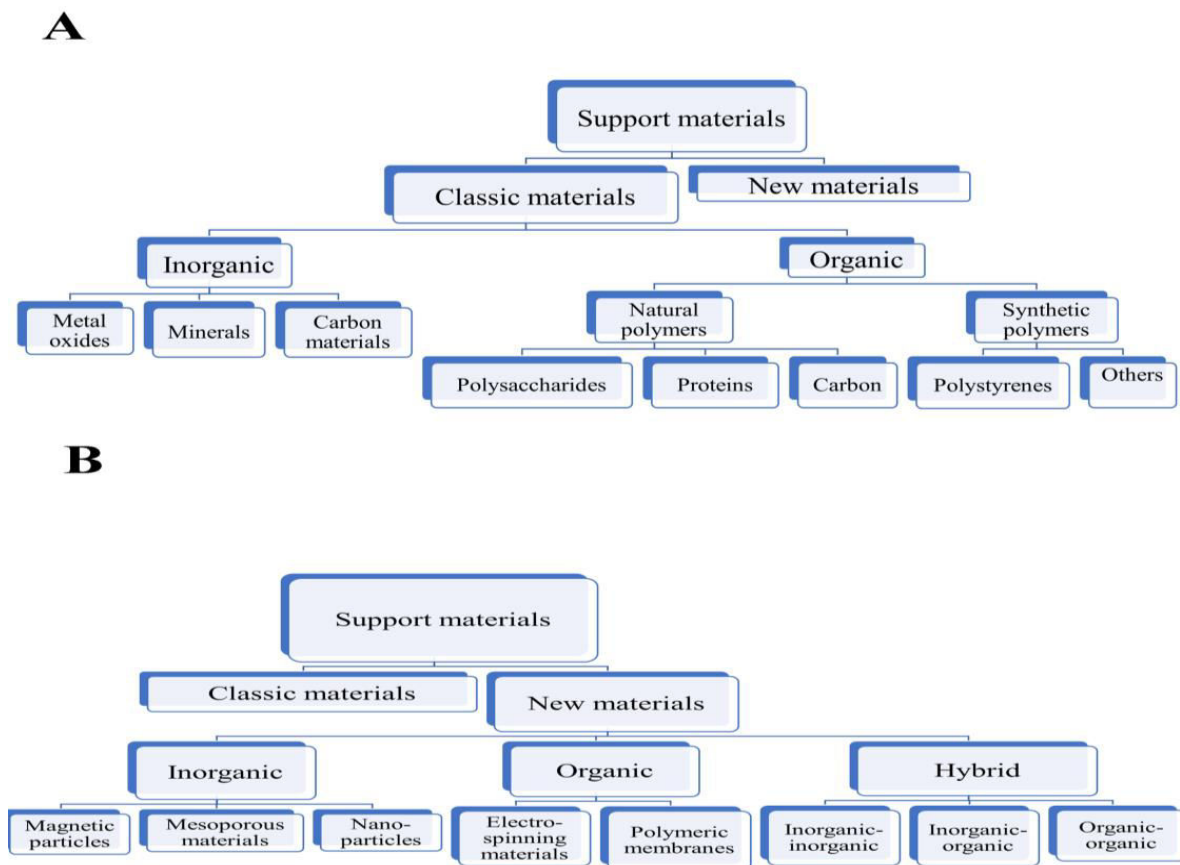 A
Support materials
Classic materials
New materials
Inorganic
Organic
Metal
oxides
Minerals
Carbon
materials
Natural
polymers
Synthetic
polymers
Polysaccharides
Proteins
Carbon
Polystyrenes
Others
B
Support materials
Classic materials
New materials
Inorganic
Organic
Hybrid
Magnetic
particles
Mesoporous
materials
Nano-
particles
Electro-
spinning
materials
Polymeric
membranes
Inorganic-
inorganic
Inorganic-
organic
Organic-
organic